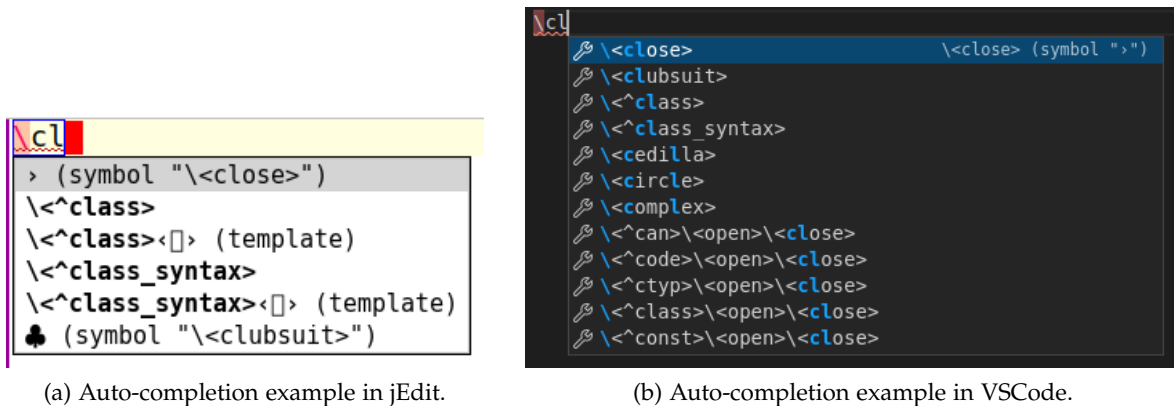 \cl
› (symbol "\<close>")
\<^class>
\<^class>‹▯› (template)
\<^class_syntax>
\<^class_syntax>‹▯› (template)
♣ (symbol "\<clubsuit>")
(a) Auto-completion example in jEdit.
\cl
\<close> \<close> (symbol "›")
\<clubsuit>
\<^class>
\<^class_syntax>
\<cedilla>
\<circle>
\<complex>
\<^can>\<open>\<close>
\<^code>\<open>\<close>
\<^ctyp>\<open>\<close>
\<^class>\<open>\<close>
\<^const>\<open>\<close>
(b) Auto-completion example in VSCode.